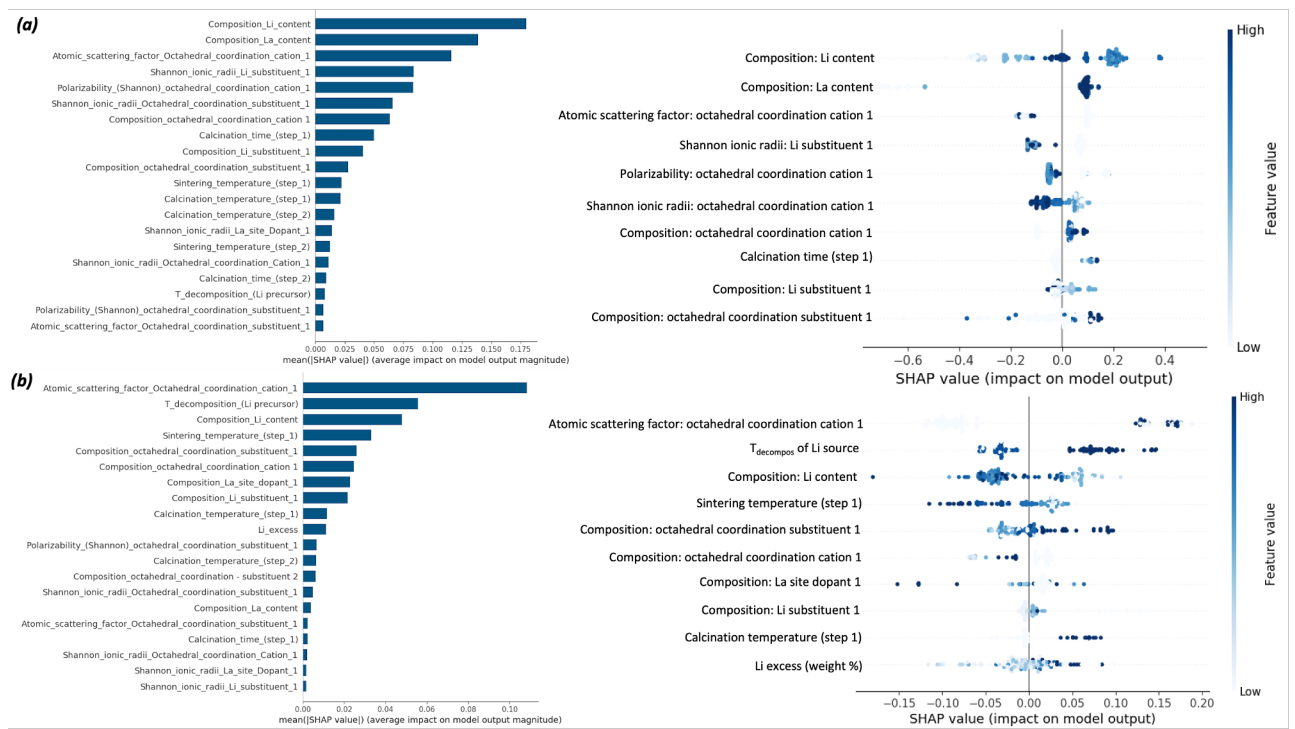 (a)
Composition_Li_content
Composition_La_content
Atomic_scattering_factor_Octahedral_coordination_cation_1
Shannon_ionic_radii_Li_substituent_1
Polarizability_(Shannon)_octahedral_coordination_cation_1
Shannon_ionic_radii_Octahedral_coordination_substituent_1
Composition_octahedral_coordination_cation 1
Calcination_time_(step_1)
Composition_Li_substituent_1
Composition_octahedral_coordination_substituent_1
Sintering_temperature_(step_1)
Calcination_temperature_(step_1)
Calcination_temperature_(step_2)
Shannon_ionic_radii_La_site_Dopant_1
Sintering_temperature_(step_2)
Shannon_ionic_radii_Octahedral_coordination_Cation_1
Calcination_time_(step_2)
T_decomposition_(Li precursor)
Polarizability_(Shannon)_octahedral_coordination_substituent_1
Atomic_scattering_factor_Octahedral_coordination_substituent_1
0.000 0.025 0.050 0.075 0.100 0.125 0.150 0.175
mean(|SHAP value|) (average impact on model output magnitude)
Composition: Li content
Composition: La content
Atomic scattering factor: octahedral coordination cation 1
Shannon ionic radii: Li substituent 1
Polarizability: octahedral coordination cation 1
Shannon ionic radii: octahedral coordination cation 1
Composition: octahedral coordination cation 1
Calcination time (step 1)
Composition: Li substituent 1
Composition: octahedral coordination substituent 1
−0.6 −0.4 −0.2 0.0 0.2 0.4
SHAP value (impact on model output)
High
Feature value
Low
(b)
Atomic_scattering_factor_Octahedral_coordination_cation_1
T_decomposition_(Li precursor)
Composition_Li_content
Sintering_temperature_(step_1)
Composition_octahedral_coordination_substituent_1
Composition_octahedral_coordination_cation 1
Composition_La_site_dopant_1
Composition_Li_substituent_1
Calcination_temperature_(step_1)
Li_excess
Polarizability_(Shannon)_octahedral_coordination_substituent_1
Calcination_temperature_(step_2)
Composition_octahedral_coordination - substituent 2
Shannon_ionic_radii_Octahedral_coordination_substituent_1
Composition_La_content
Atomic_scattering_factor_Octahedral_coordination_substituent_1
Calcination_time_(step_1)
Shannon_ionic_radii_Octahedral_coordination_Cation_1
Shannon_ionic_radii_La_site_Dopant_1
Shannon_ionic_radii_Li_substituent_1
0.00 0.02 0.04 0.06 0.08 0.10
mean(|SHAP value|) (average impact on model output magnitude)
Atomic scattering factor: octahedral coordination cation 1
Tdecompos of Li source
Composition: Li content
Sintering temperature (step 1)
Composition: octahedral coordination substituent 1
Composition: octahedral coordination cation 1
Composition: La site dopant 1
Composition: Li substituent 1
Calcination temperature (step 1)
Li excess (weight %)
−0.15 −0.10 −0.05 0.00 0.05 0.10 0.15 0.20
SHAP value (impact on model output)
High
Feature value
Low